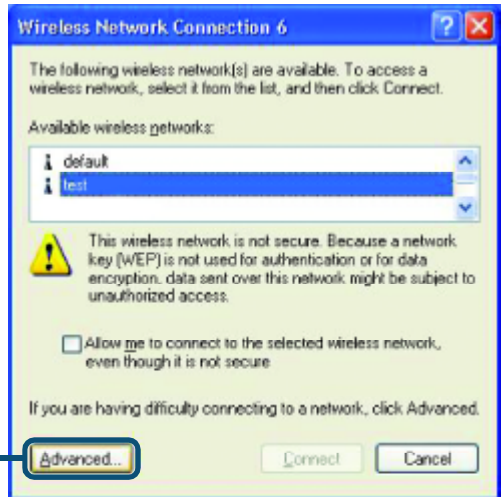 Wireless Network Connection 6
The following wireless network(s) are available. To access a
wireless network, select it from the list, and then click Connect.
Available wireless networks:
default
test
This wireless network is not secure. Because a network
key (WEP) is not used for authentication or for data
encryption, data sent over this network might be subject to
unauthorized access.
Allow me to connect to the selected wireless network,
even though it is not secure
If you are having difficulty connecting to a network, click Advanced.
Advanced...
Connect
Cancel